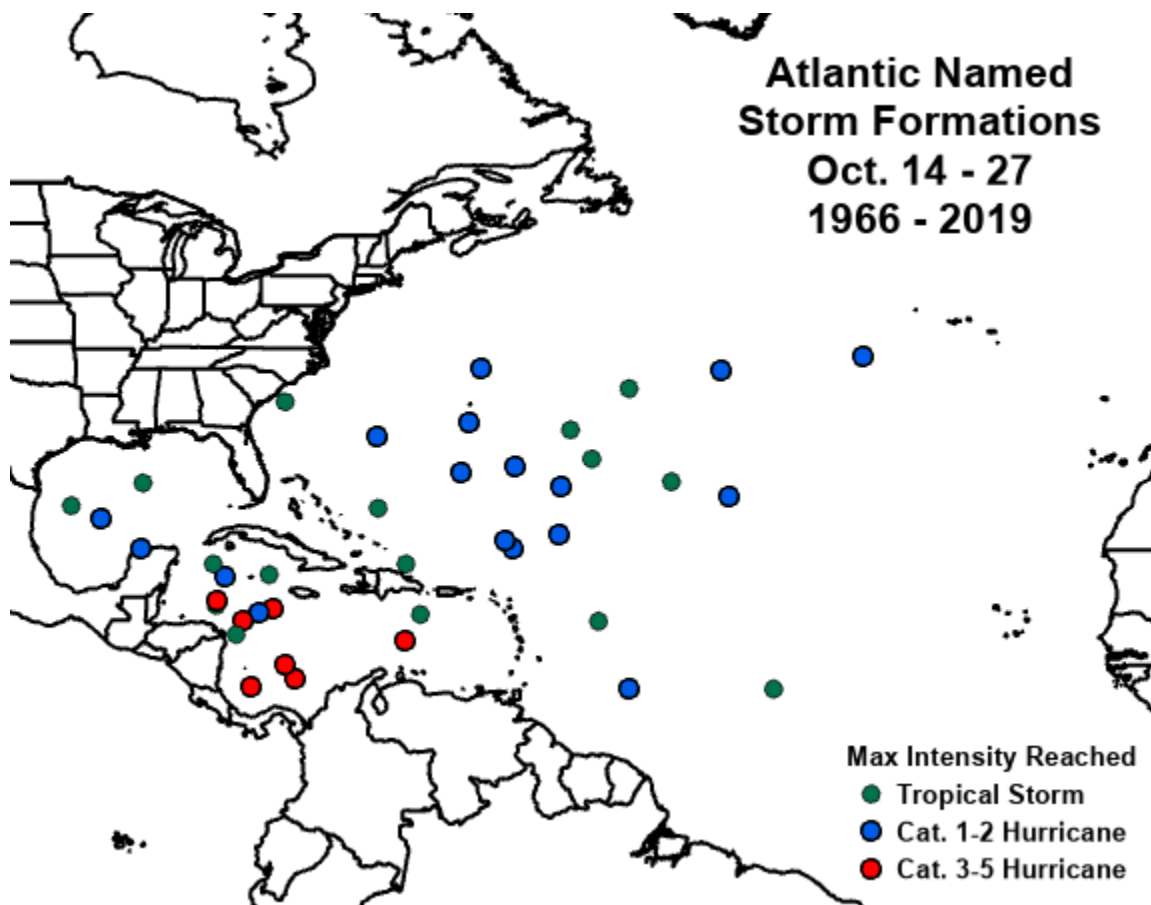 Atlantic Named
Storm Formations
Oct. 14 - 27
1966 - 2019
Max Intensity Reached
Tropical Storm
Cat. 1-2 Hurricane
Cat. 3-5 Hurricane